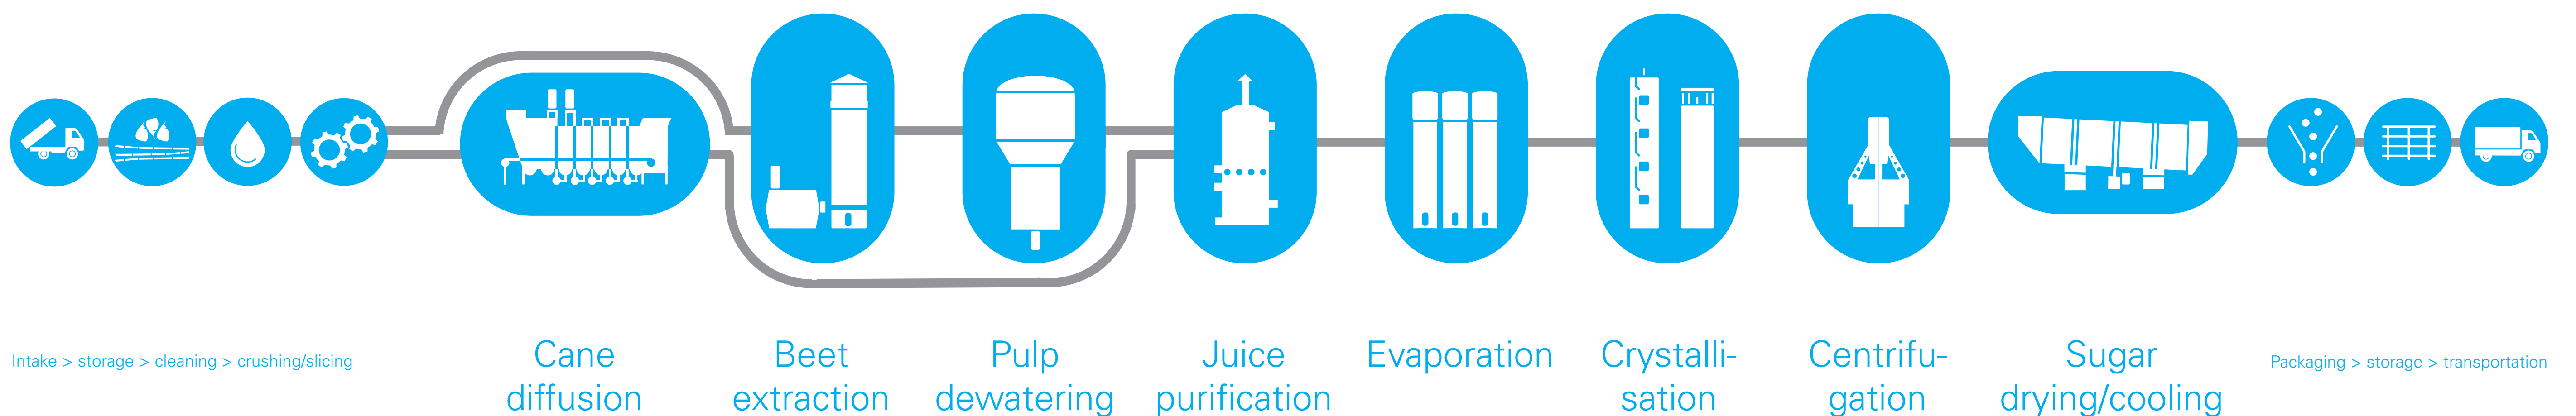 Intake > storage > cleaning > crushing/slicing
Cane
diffusion
Beet
extraction
Pulp
dewatering
Juice
purification
Evaporation
Crystalli-
sation
Centrifu-
gation
Sugar
drying/cooling
Packaging > storage > transportation